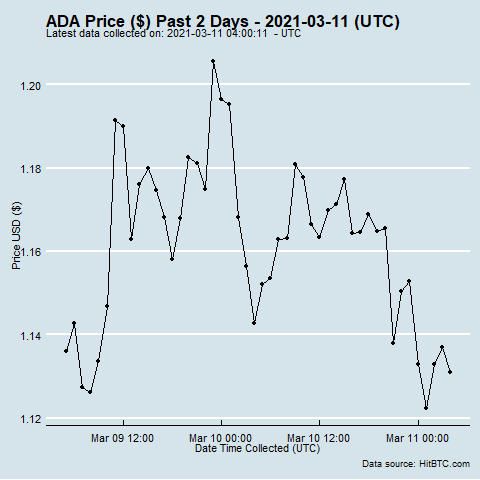 ADA Price ($) Past 2 Days - 2021-03-11 (UTC)
Latest data collected on: 2021-03-11 04:00:11  - UTC
1.20
1.18
1.16
1.14
1.12
Price USD ($)
Mar 09 12:00 Mar 10 00:00 Mar 10 12:00 Mar 11 00:00
Date Time Collected (UTC)
Data source: HitBTC.com